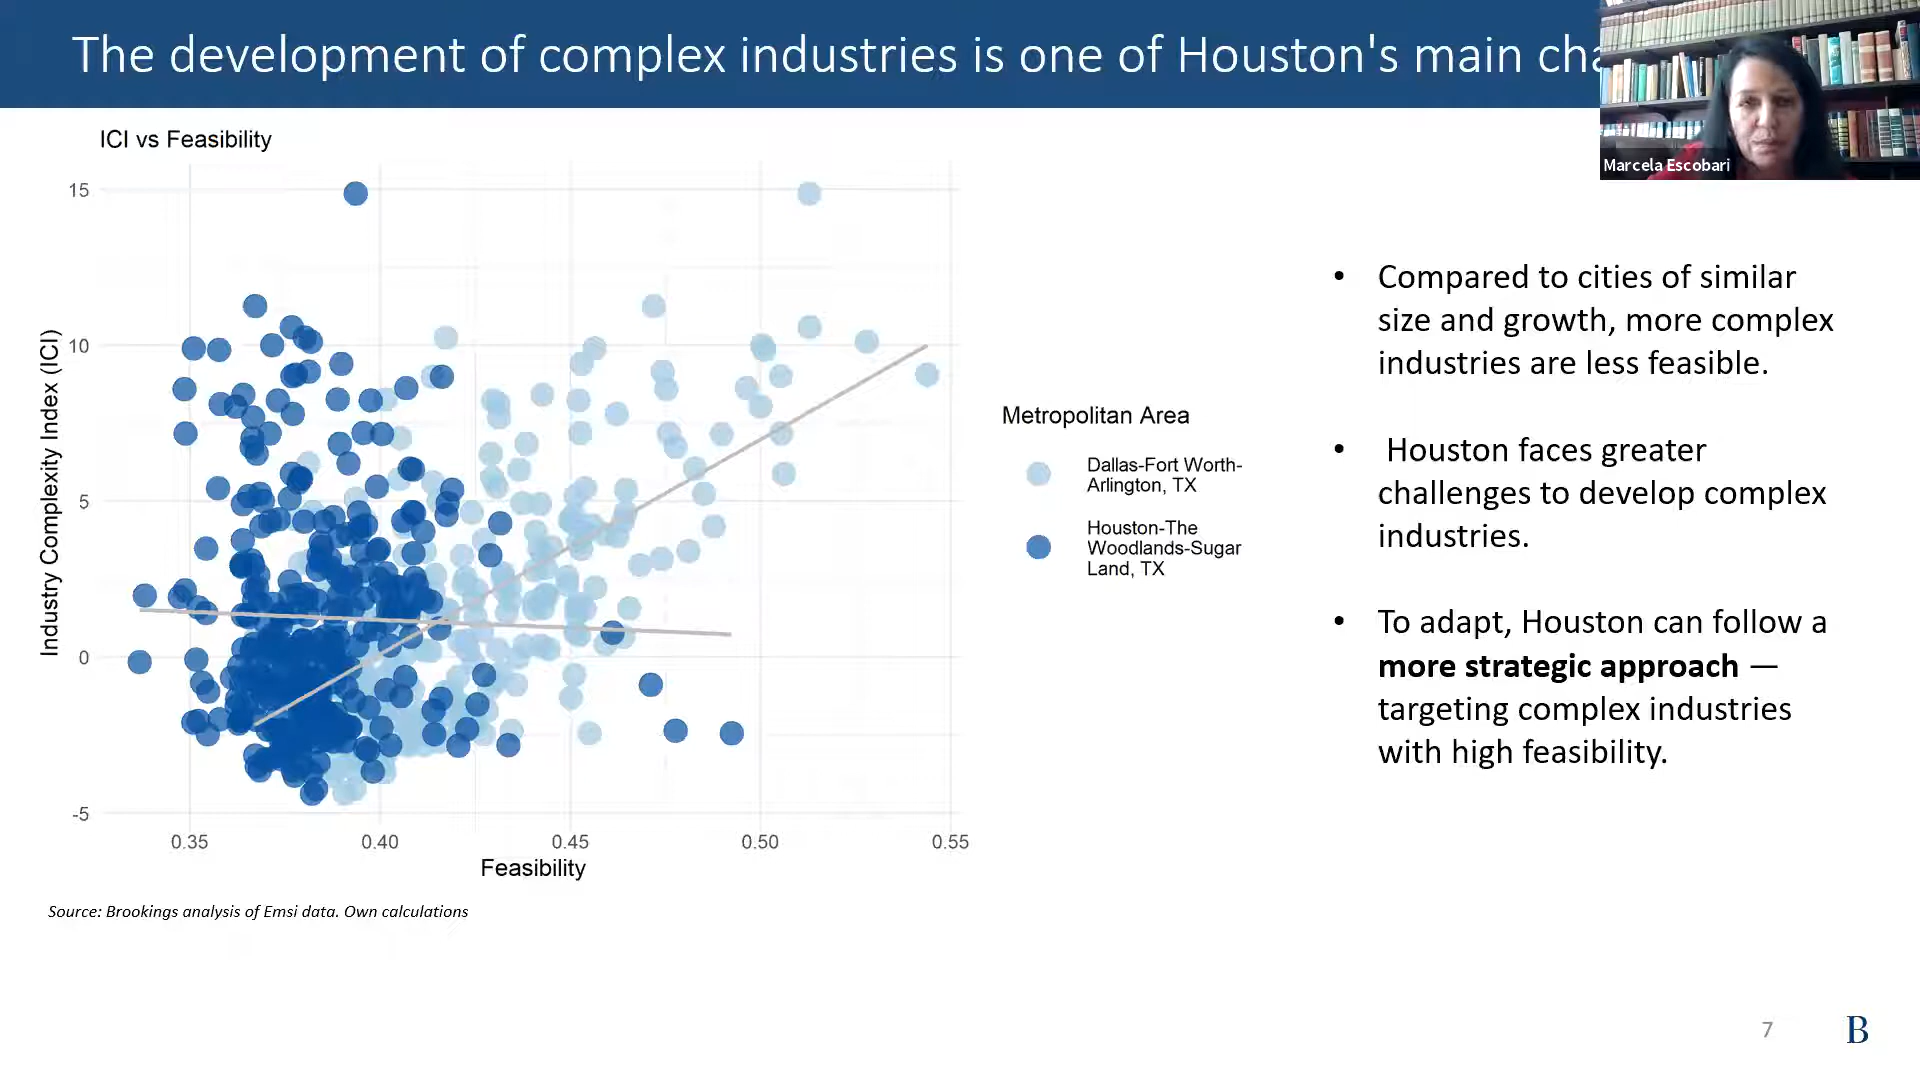 The development of complex industries is one of Houston's main cha
Marcela Escobari
ICI vs Feasibility
15
10
5
0
-5
Industry Complexity Index (ICI)
0.35
0.40
0.45
0.50
0.55
Feasibility
Metropolitan Area
Dallas-Fort Worth-
Arlington, TX
Houston-The
Woodlands-Sugar
Land, TX
• Compared to cities of similar
size and growth, more complex
industries are less feasible.
• Houston faces greater
challenges to develop complex
industries.
• To adapt, Houston can follow a
more strategic approach —
targeting complex industries
with high feasibility.
Source: Brookings analysis of Emsi data. Own calculations
7
B